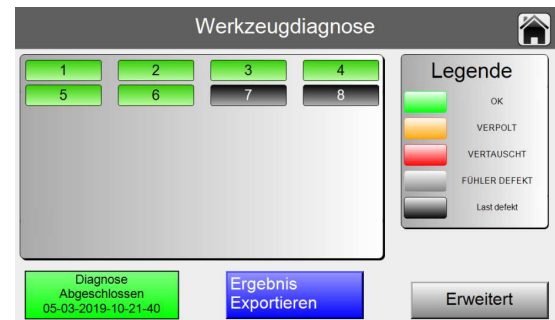 Werkzeugdiagnose
1 2 3 4
5 6 7 8
Legende
OK
VERPOLT
VERTAUSCHT
FÜHLER DEFEKT
Last defekt
Diagnose
Abgeschlossen
05-03-2019-10-21-40
Ergebnis
Exportieren
Erweitert